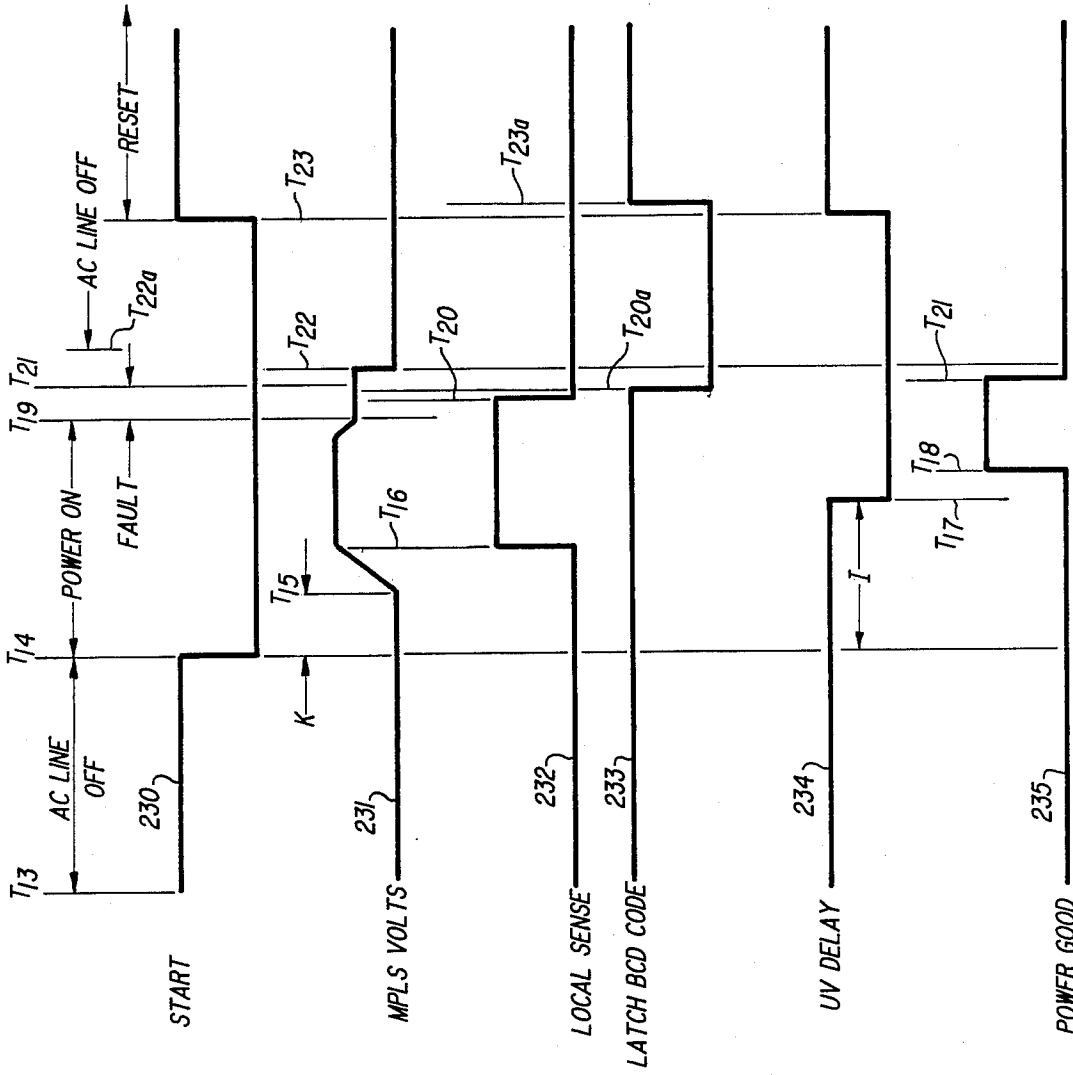 T13
T14
T19
T21
AC LINE
OFF
POWER ON
FAULT
T22a
AC LINE OFF
RESET
START
230
K
T15
T16
T22
T23
MPLS VOLTS
231
T20
T23a
LOCAL SENSE
232
LATCH BCD CODE
233
T20a
UV DELAY
234
I
T17
T18
T21
POWER GOOD
235